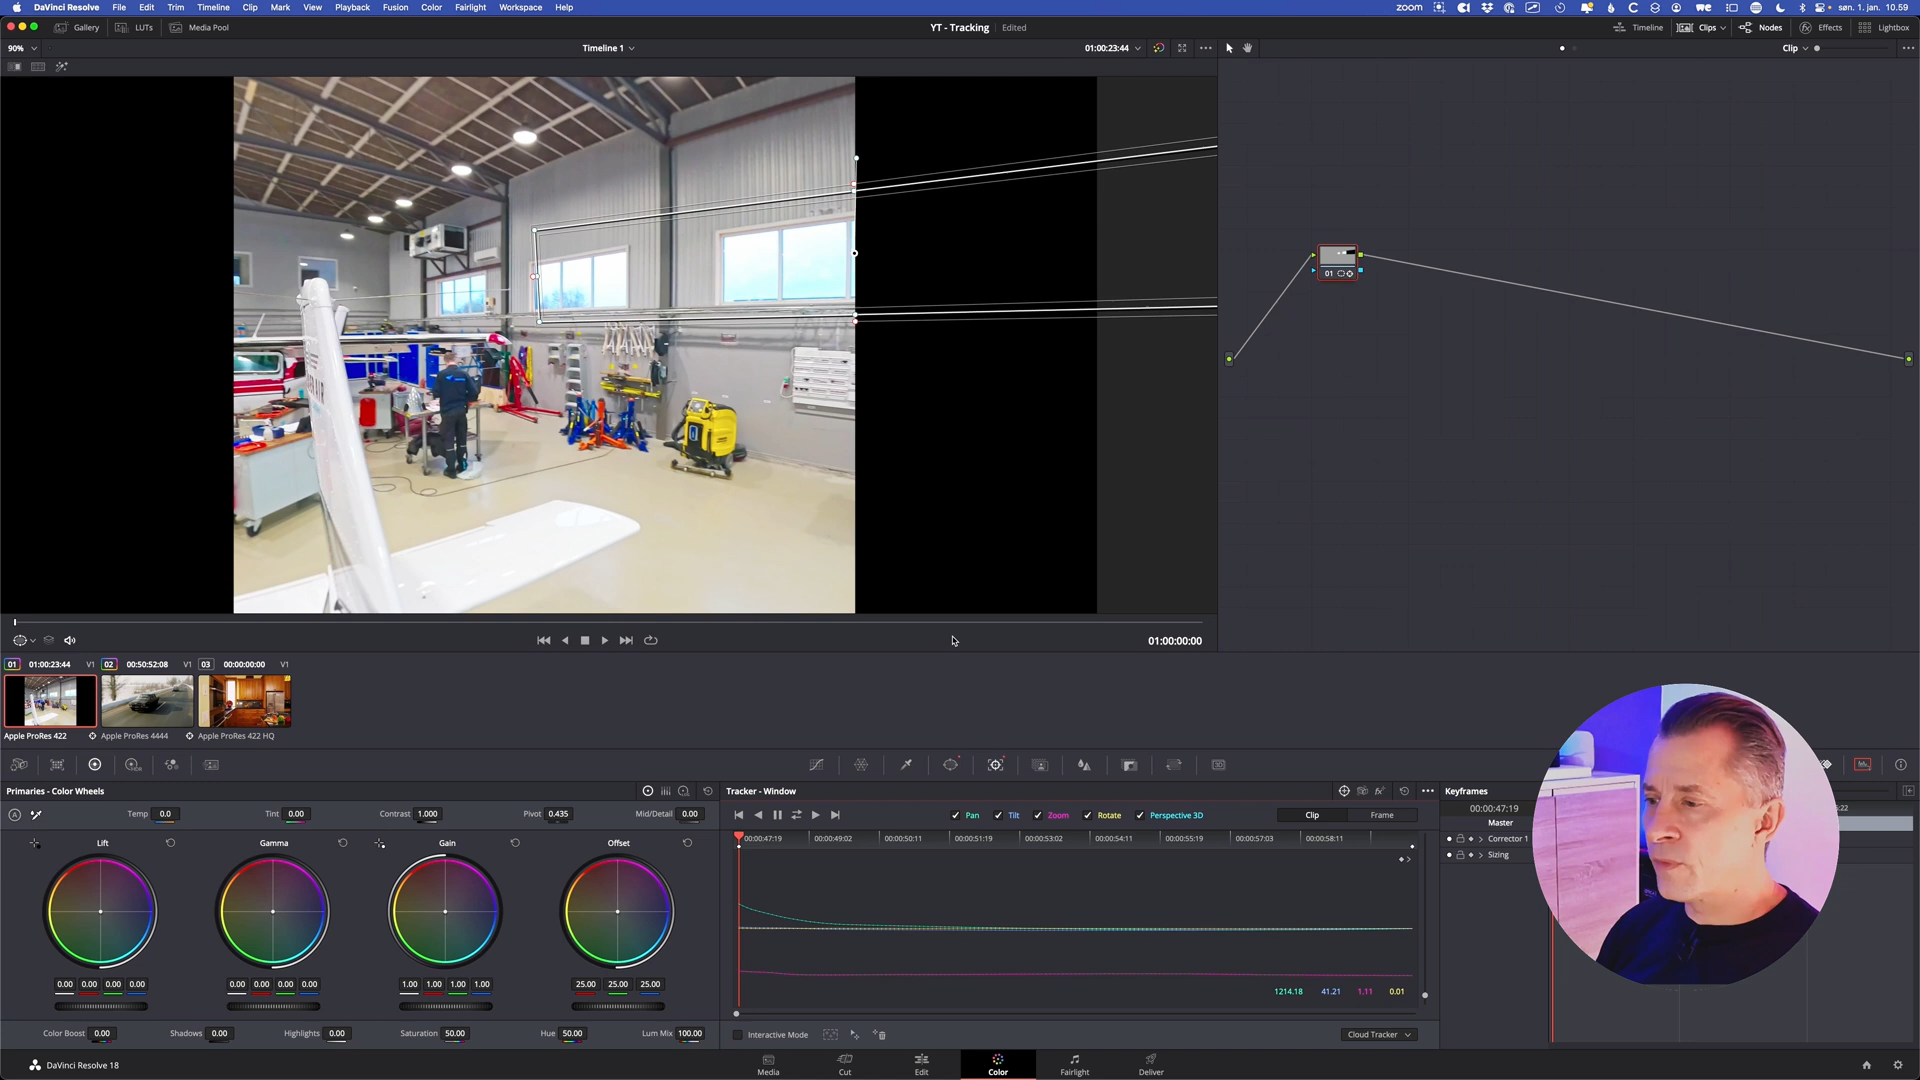 DaVinci Resolve File Edit Trim Timeline Clip Mark View Playback Fusion Color Fairlight Workspace Help zoom søn. 1. jan. 10.59
Gallery LUTs Media Pool YT - Tracking Edited Timeline Clips Nodes Effects Lightbox
90% Timeline 1 01:00:23:44 Clip
01
01:00:00:00
01 01:00:23:44 V1 02 00:50:52:08 V1 03 00:00:00:00 V1
Apple ProRes 422 Apple ProRes 4444 Apple ProRes 422 HQ
Primaries - Color Wheels Tracker - Window Keyframes
Temp 0.0 Tint 0.00 Contrast 1.000 Pivot 0.435 Mid/Detail 0.00 Pan Tilt Zoom Rotate Perspective 3D Clip Frame 00:00:47:19
Master
00:00:47:19 00:00:49:02 00:00:50:11 00:00:51:19 00:00:53:02 00:00:54:11 00:00:55:19 00:00:57:03 00:00:58:11 Corrector 1
Lift Gamma Gain Offset Sizing
0.00 0.00 0.00 0.00 0.00 0.00 0.00 0.00 1.00 1.00 1.00 1.00 25.00 25.00 25.00
1214.18 41.21 1.11 0.01
Color Boost 0.00 Shadows 0.00 Highlights 0.00 Saturation 50.00 Hue 50.00 Lum Mix 100.00 Interactive Mode Cloud Tracker
DaVinci Resolve 18 Media Cut Edit Color Fairlight Deliver